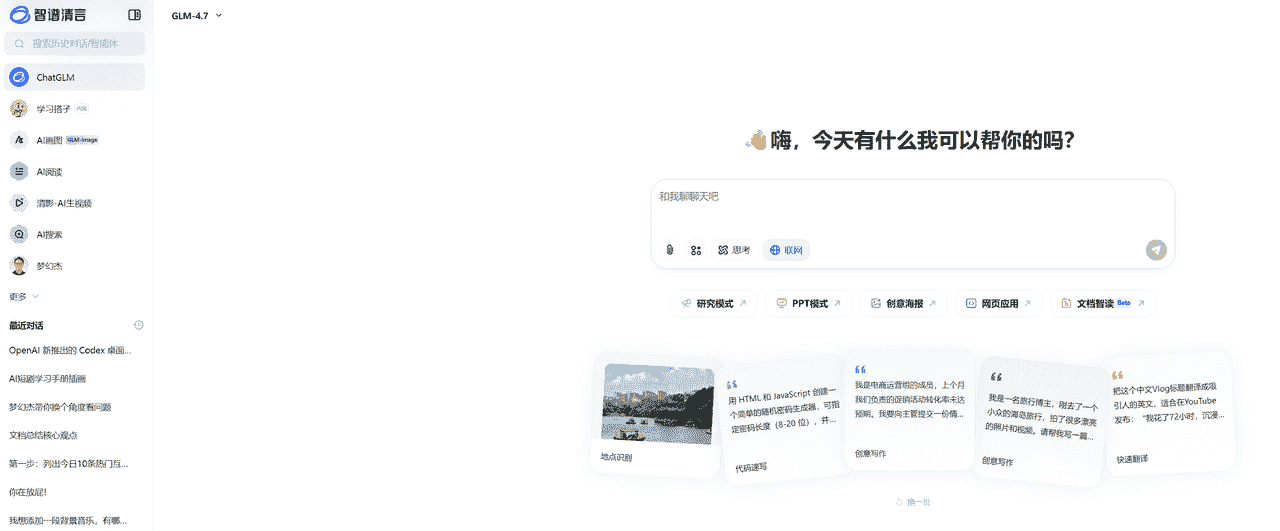 智谱清言
搜索历史对话/智能体
ChatGLM
学习搭子
AI画图 GLM-Image
AI阅读
清影-AI生视频
AI搜索
梦幻杰
更多
最近对话
OpenAI 新推出的 Codex 桌面...
AI短剧学习手册插画
梦幻杰带你换个角度看问题
文档总结核心观点
第一步：列出今日10条热门互...
你在放屁!
我想添加一段背景音乐，有哪...
GLM-4.7
嗨，今天有什么我可以帮你的吗?
和我聊聊天吧
思考
联网
研究模式
PPT模式
创意海报
网页应用
文档智读 Beta
地点识别
用 HTML 和 JavaScript 创建一
个简单的随机密码生成器，可指
定密码长度（8-20 位），并...
代码速写
我是电商运营组的成员，上个月
我们负责的促销活动转化率未达
预期。我要向主管提交一份情...
创意写作
我是一名旅行博主，刚去了一个
小众的海岛旅行，拍了很多漂亮
的照片和视频。请帮我写一篇...
创意写作
把这个中文Vlog标题翻译成吸
引人的英文，适合在YouTube
发布：“我花了72小时，沉浸...
快速翻译
换一批